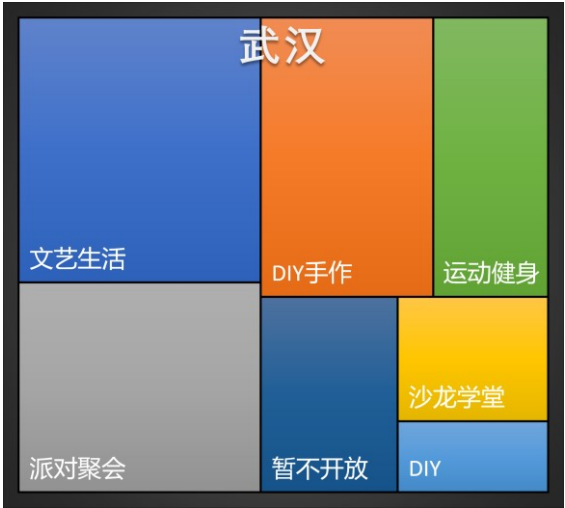 武汉
文艺生活
DIY手作
运动健身
派对聚会
暂不开放
沙龙学堂
DIY